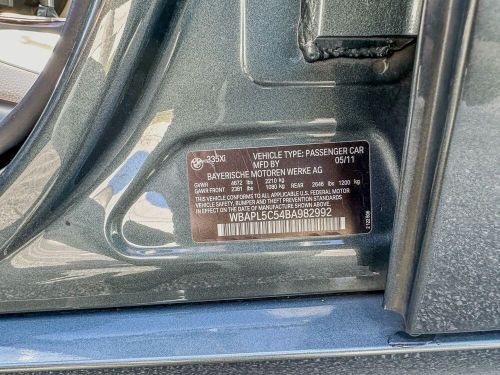 BMW
335XI VEHICLE TYPE: PASSENGER CAR
MFD BY 05/11
BAYERISCHE MOTOREN WERKE AG
GVWR 4872 lbs 2210 kg
GAWR FRONT 2381 lbs 1080 kg GAWR REAR 2646 lbs 1200 kg
THIS VEHICLE CONFORMS TO ALL APPLICABLE U.S. FEDERAL MOTOR
VEHICLE SAFETY, BUMPER AND THEFT PREVENTION STANDARDS
IN EFFECT ON THE DATE OF MANUFACTURE SHOWN ABOVE.
WBAPL5C54BA982992